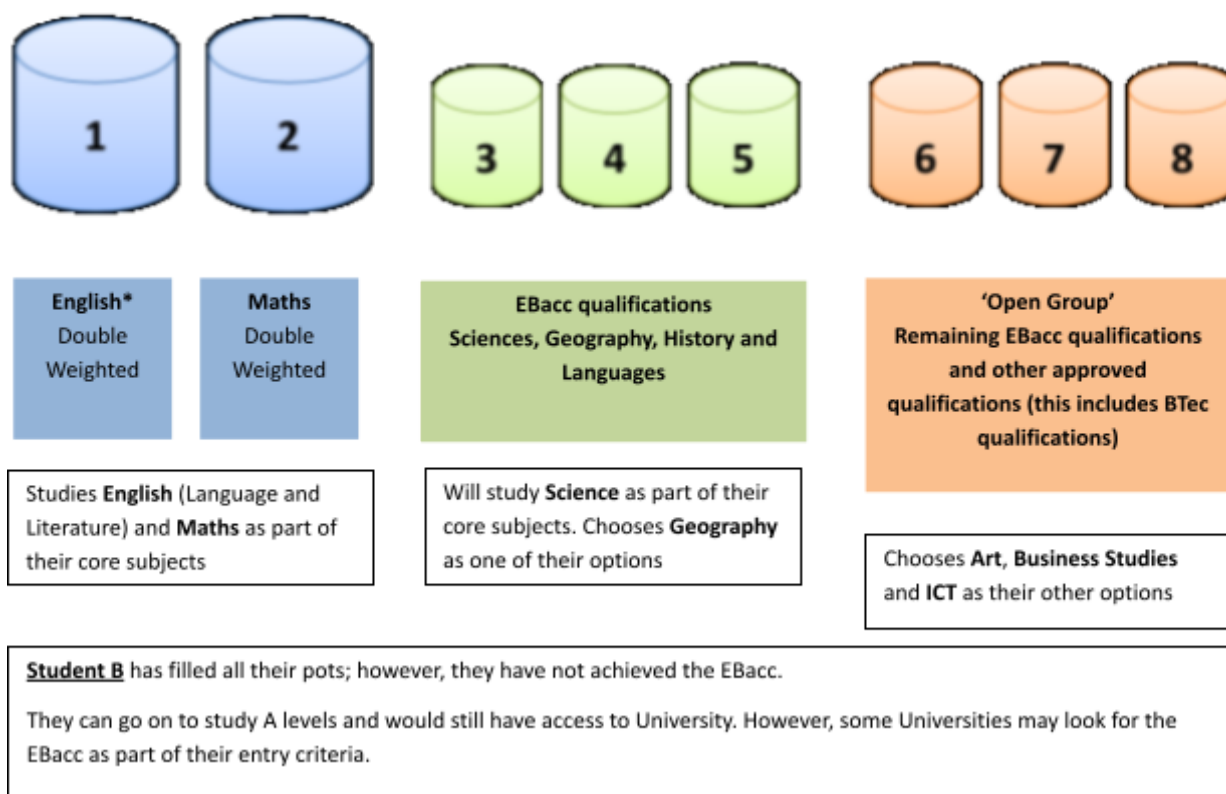 1
2
3
4
5
6
7
8
English*
Double
Weighted
Maths
Double
Weighted
EBacc qualifications
Sciences, Geography, History and
Languages
'Open Group'
Remaining EBacc qualifications
and other approved
qualifications (this includes BTec
qualifications)
Studies English (Language and
Literature) and Maths as part of
their core subjects
Will study Science as part of their
core subjects. Chooses Geography
as one of their options
Chooses Art, Business Studies
and ICT as their other options
Student B has filled all their pots; however, they have not achieved the EBacc.
They can go on to study A levels and would still have access to University. However, some Universities may look for the
EBacc as part of their entry criteria.